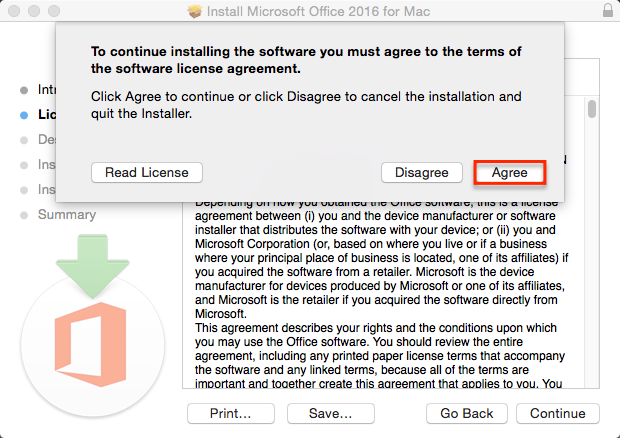 Install Microsoft Office 2016 for Mac
To continue installing the software you must agree to the terms of
the software license agreement.
Click Agree to continue or click Disagree to cancel the installation and
quit the Installer.
Read License
Disagree
Agree
Summary
Depending on how you obtained the Office software, this is a license
agreement between (i) you and the device manufacturer or software
installer that distributes the software with your device; or (ii) you and
Microsoft Corporation (or, based on where you live or if a business
where your principal place of business is located, one of its affiliates) if
you acquired the software from a retailer. Microsoft is the device
manufacturer for devices produced by Microsoft or one of its affiliates,
and Microsoft is the retailer if you acquired the software directly from
Microsoft.
This agreement describes your rights and the conditions upon which
you may use the Office software. You should review the entire
agreement, including any printed paper license terms that accompany
the software and any linked terms, because all of the terms are
important and together create this agreement that applies to you. You
Print...
Save...
Go Back
Continue